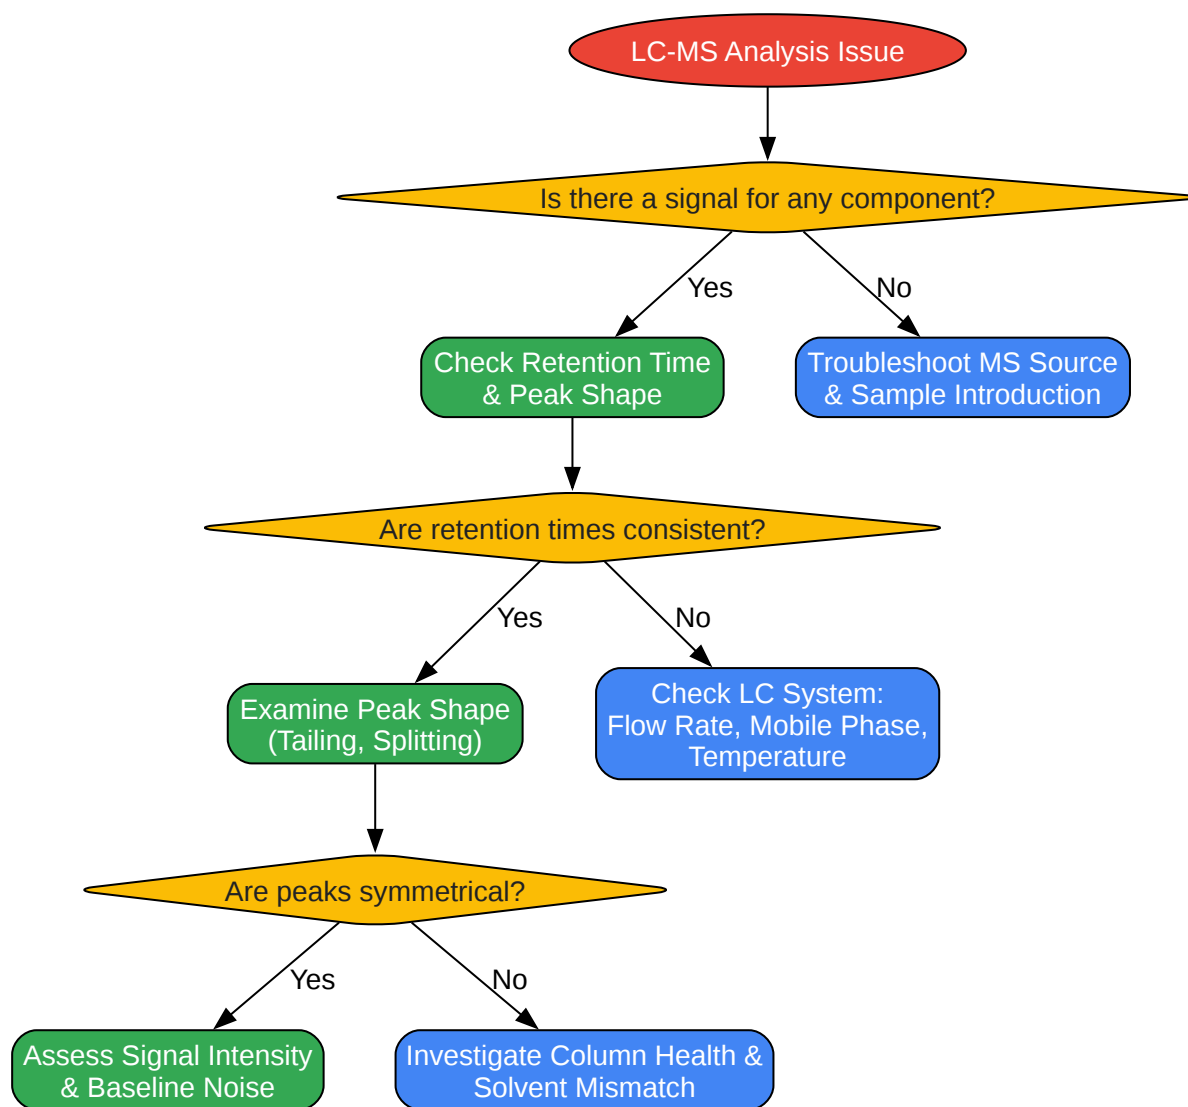 LC-MS Analysis Issue
Is there a signal for any component?
Yes
No
Check Retention Time
& Peak Shape
Troubleshoot MS Source
& Sample Introduction
Are retention times consistent?
Yes
No
Examine Peak Shape
(Tailing, Splitting)
Check LC System:
Flow Rate, Mobile Phase,
Temperature
Are peaks symmetrical?
Yes
No
Assess Signal Intensity
& Baseline Noise
Investigate Column Health &
Solvent Mismatch